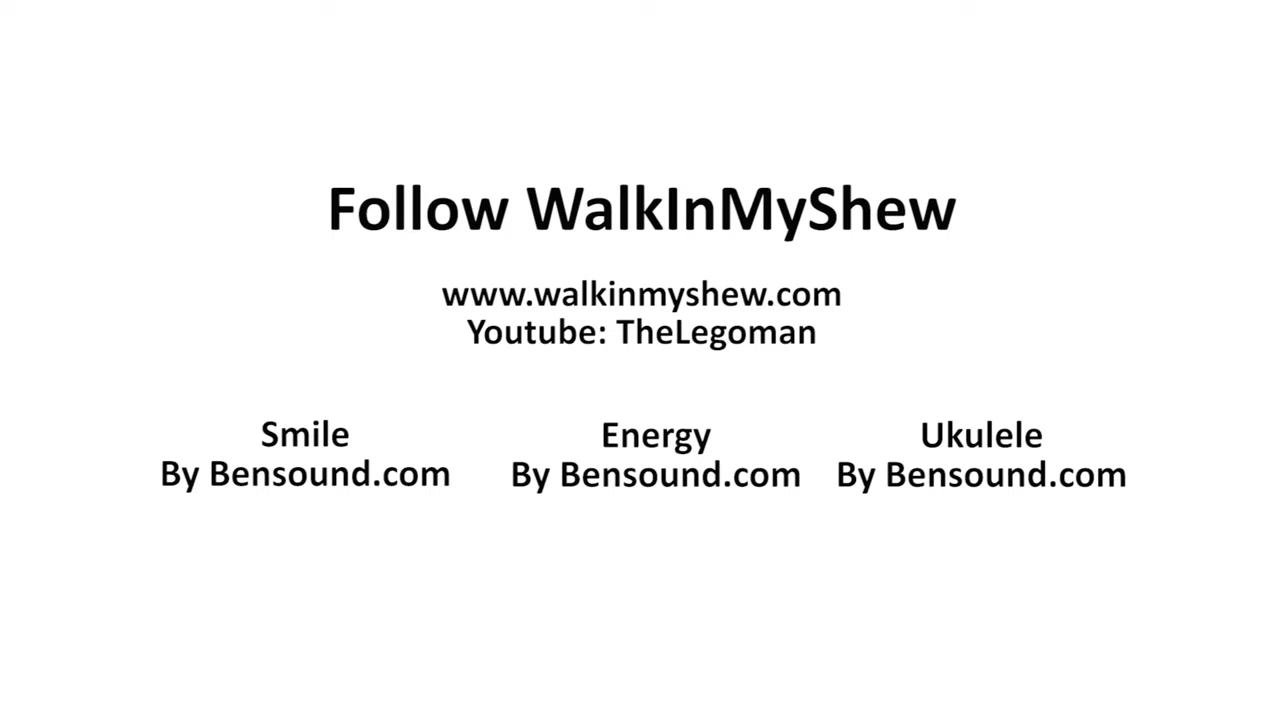 Follow WalkInMyShew
www.walkinmyshew.com
Youtube: TheLegoman
Smile
By Bensound.com
Energy
By Bensound.com
Ukulele
By Bensound.com